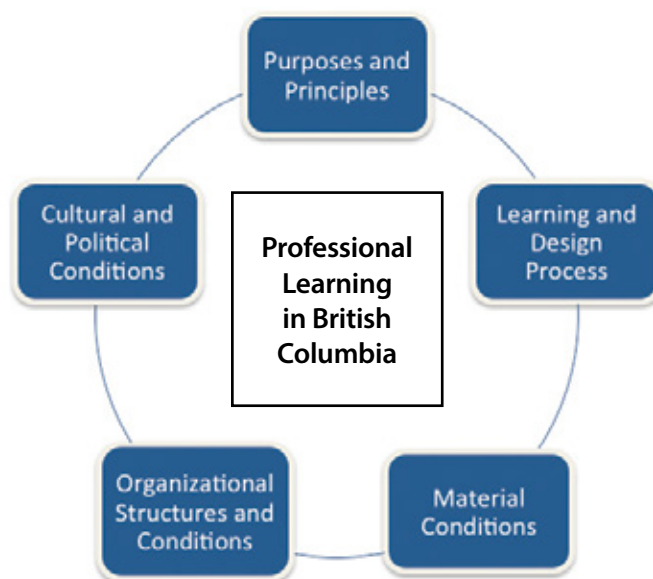 Purposes and
Principles
Cultural and
Political
Conditions
Professional
Learning
in British
Columbia
Learning and
Design
Process
Organizational
Structures and
Conditions
Material
Conditions